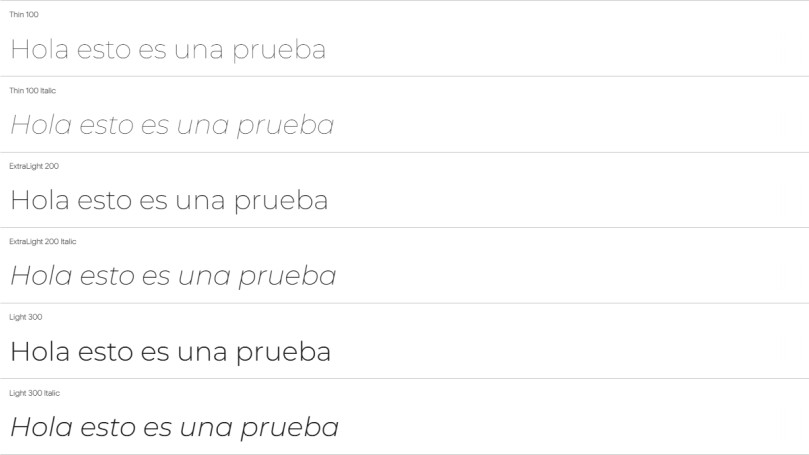 Thin 100
Hola esto es una prueba
Thin 100 Italic
Hola esto es una prueba
ExtraLight 200
Hola esto es una prueba
ExtraLight 200 Italic
Hola esto es una prueba
Light 300
Hola esto es una prueba
Light 300 Italic
Hola esto es una prueba